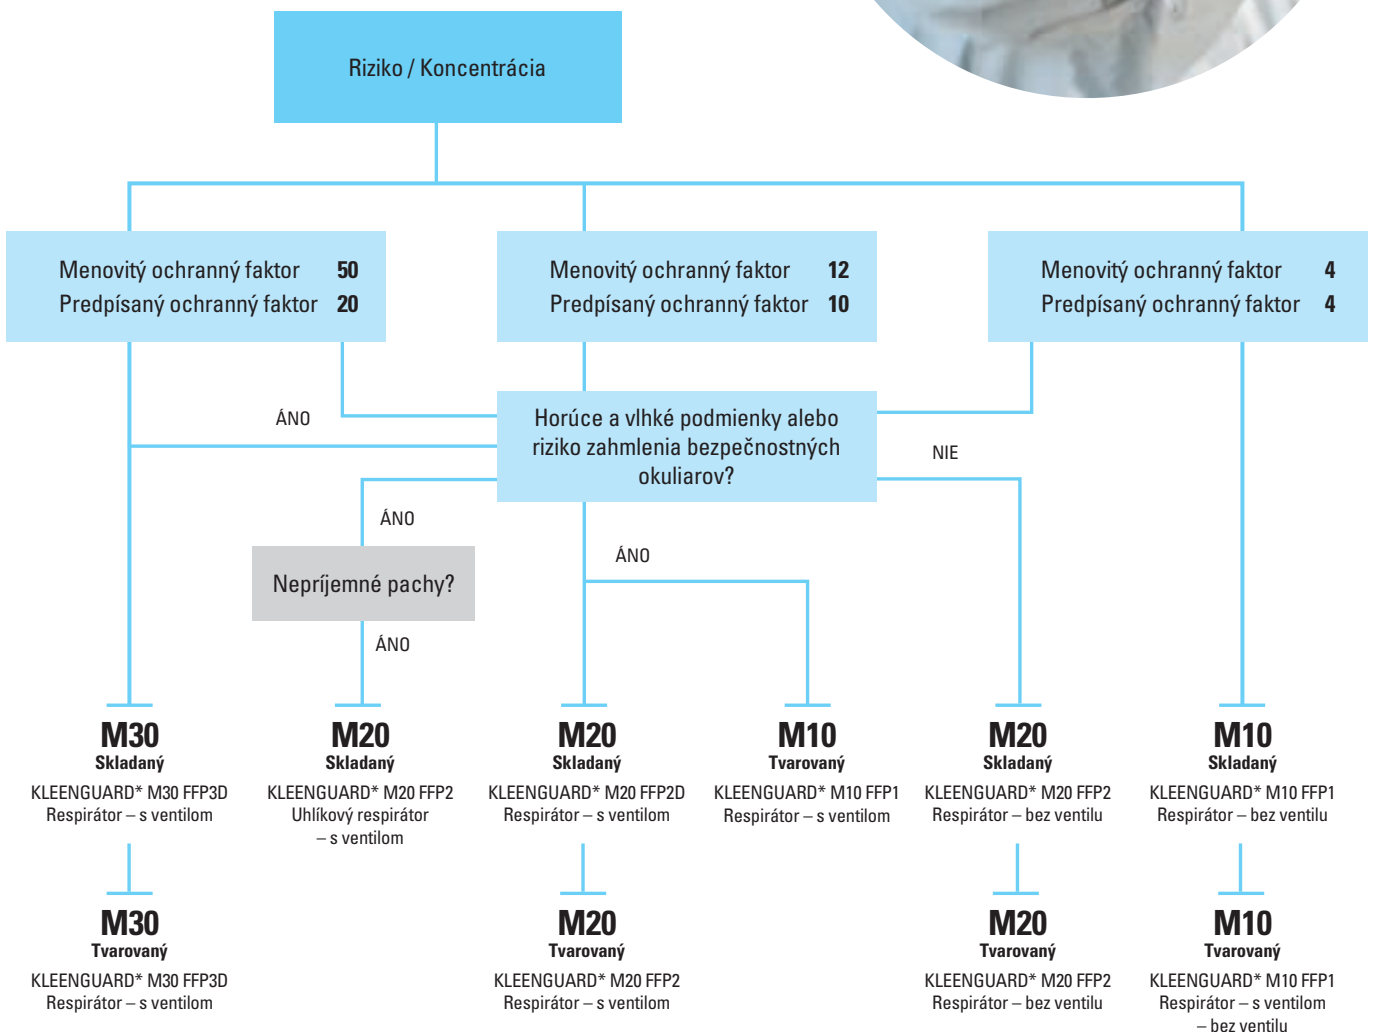 Riziko / Koncentrácia
Menovitý ochranný faktor 50
Predpísaný ochranný faktor 20
Menovitý ochranný faktor 12
Predpísaný ochranný faktor 10
Menovitý ochranný faktor 4
Predpísaný ochranný faktor 4
ÁNO
Horúce a vlhké podmienky alebo
riziko zahmlenia bezpečnostných
okuliarov?
NIE
ÁNO
Nepríjemné pachy?
ÁNO
ÁNO
M30
Skladaný
KLEENGUARD* M30 FFP3D
Respirátor – s ventilom
M20
Skladaný
KLEENGUARD* M20 FFP2
Uhlíkový respirátor
– s ventilom
M20
Skladaný
KLEENGUARD* M20 FFP2D
Respirátor – s ventilom
M10
Tvarovaný
KLEENGUARD* M10 FFP1
Respirátor – s ventilom
M20
Skladaný
KLEENGUARD* M20 FFP2
Respirátor – bez ventilu
M10
Skladaný
KLEENGUARD* M10 FFP1
Respirátor – bez ventilu
M30
Tvarovaný
KLEENGUARD* M30 FFP3D
Respirátor – s ventilom
M20
Tvarovaný
KLEENGUARD* M20 FFP2
Respirátor – s ventilom
M20
Tvarovaný
KLEENGUARD* M20 FFP2
Respirátor – bez ventilu
M10
Tvarovaný
KLEENGUARD* M10 FFP1
Respirátor – s ventilom
– bez ventilu